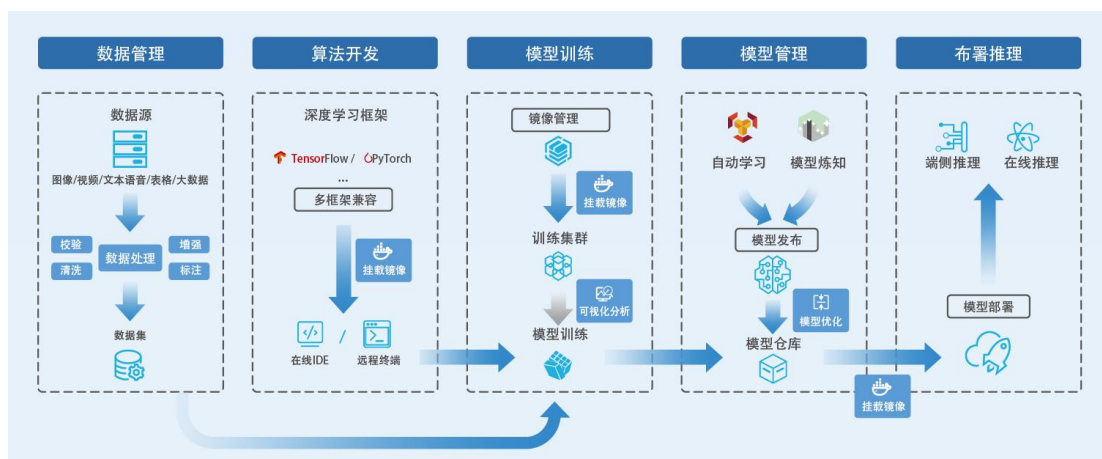 数据管理
算法开发
模型训练
模型管理
布署推理
数据源
图像/视频/文本语音/表格/大数据
校验
增强
数据处理
清洗
标注
数据集
深度学习框架
TensorFlow / PyTorch
...
多框架兼容
挂载镜像
/
在线IDE
远程终端
镜像管理
挂载镜像
训练集群
可视化分析
模型训练
自动学习
模型炼知
模型发布
模型优化
模型仓库
挂载镜像
端侧推理
在线推理
模型部署